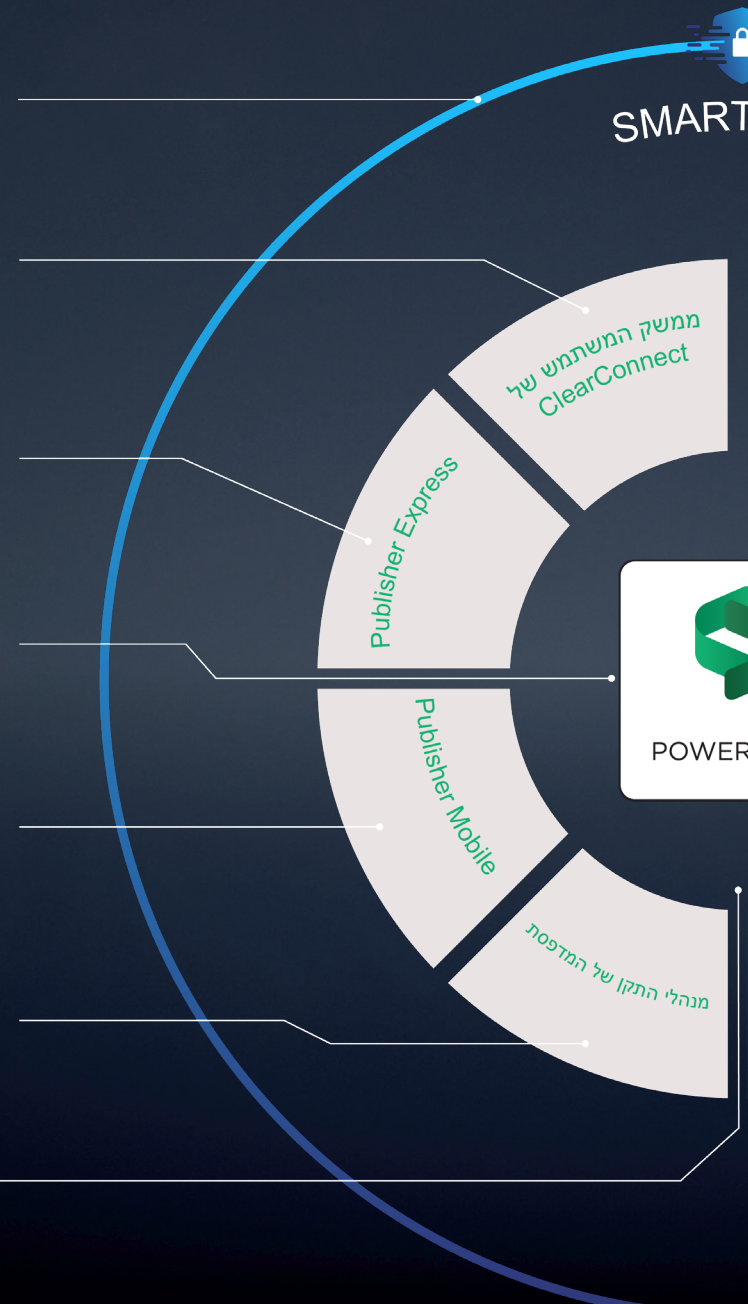 SMART
ממשק המשתמש של
ClearConnect
Publisher Express
POWER
Publisher Mobile
מנהלי התקן של המדפסת